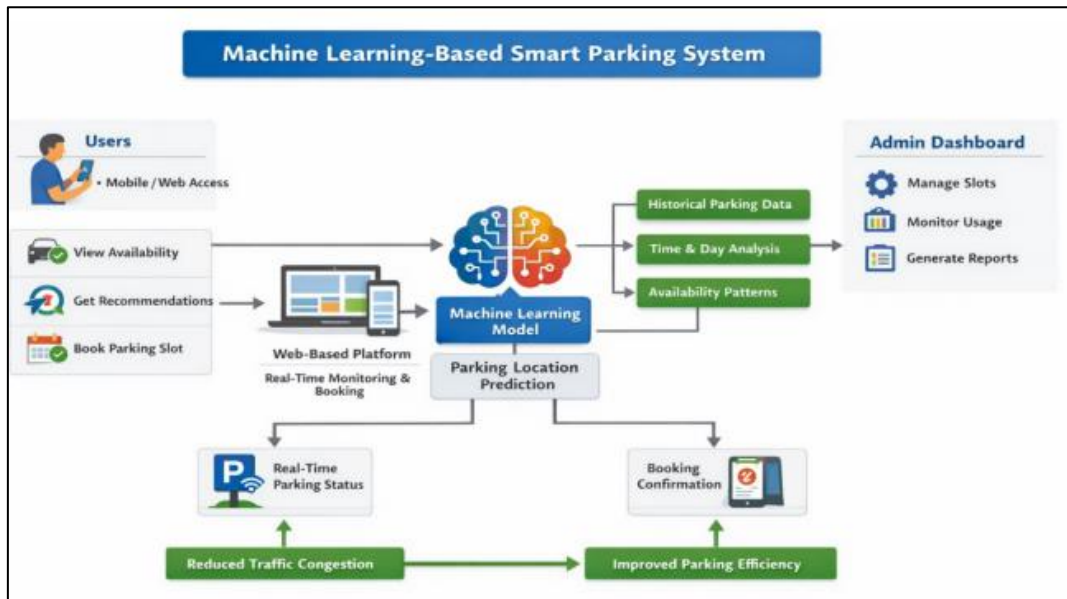 Machine Learning-Based Smart Parking System
Users
• Mobile / Web Access
View Availability
Get Recommendations
Book Parking Slot
Web-Based Platform
Real-Time Monitoring &
Booking
Machine Learning
Model
Parking Location
Prediction
Historical Parking Data
Time & Day Analysis
Availability Patterns
Admin Dashboard
Manage Slots
Monitor Usage
Generate Reports
P
Real-Time
Parking Status
Booking
Confirmation
Reduced Traffic Congestion
Improved Parking Efficiency